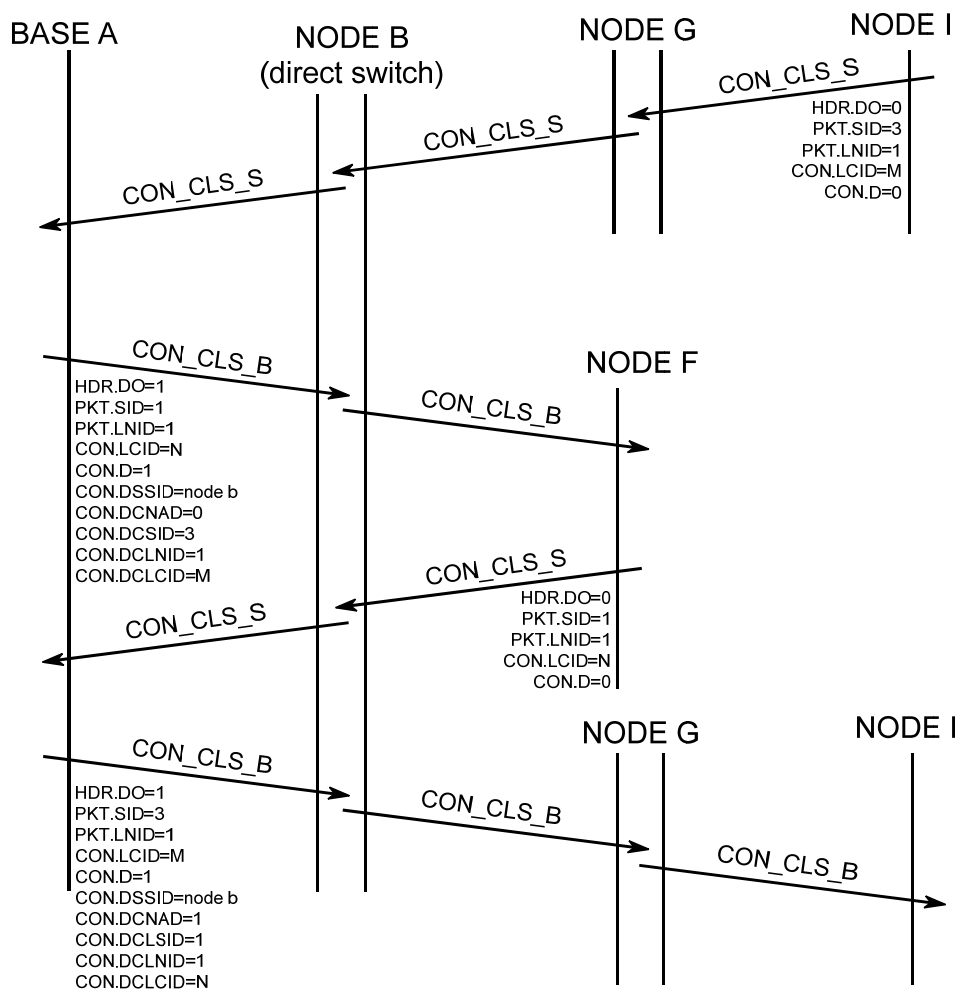 BASE A
NODE B
(direct switch)
NODE G
NODE I
CON_CLS_S
HDR.DO=0
PKT.SID=3
PKT.LNID=1
CON.LCID=M
CON.D=0
CON_CLS_S
CON_CLS_S
CON_CLS_B
HDR.DO=1
PKT.SID=1
PKT.LNID=1
CON.LCID=N
CON.D=1
CON.DSSID=node b
CON.DCNAD=0
CON.DCSID=3
CON.DCLNID=1
CON.DCLCID=M
NODE F
CON_CLS_B
CON_CLS_S
HDR.DO=0
PKT.SID=1
PKT.LNID=1
CON.LCID=N
CON.D=0
CON_CLS_S
NODE G
NODE I
CON_CLS_B
HDR.DO=1
PKT.SID=3
PKT.LNID=1
CON.LCID=M
CON.D=1
CON.DSSID=node b
CON.DCNAD=1
CON.DCLSID=1
CON.DCLNID=1
CON.DCLCID=N
CON_CLS_B
CON_CLS_B